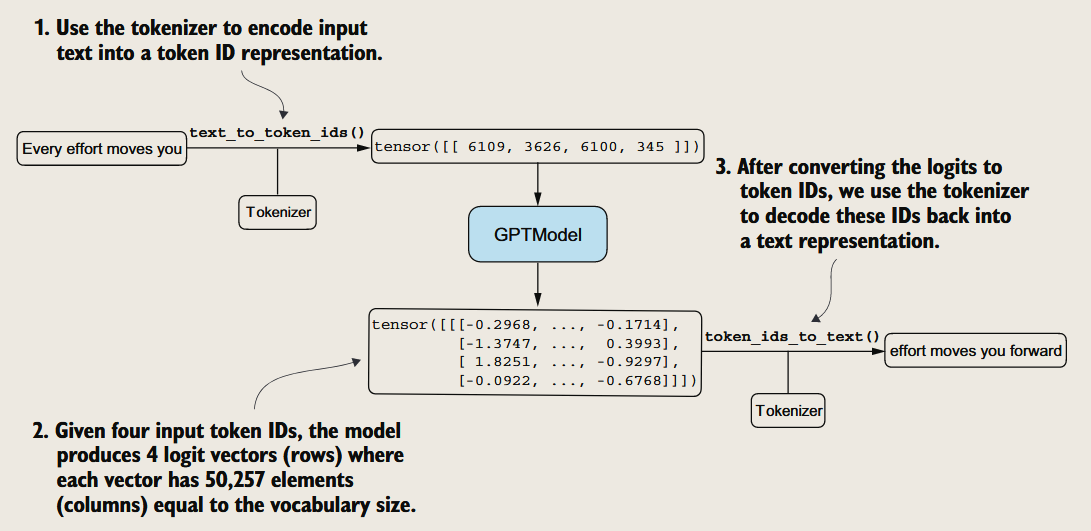 1. Use the tokenizer to encode input
text into a token ID representation.
text_to_token_ids()
Every effort moves you
tensor([[ 6109, 3626, 6100, 345 ]])
Tokenizer
3. After converting the logits to
token IDs, we use the tokenizer
to decode these IDs back into
a text representation.
GPTModel
tensor([[[-0.2968, ..., -0.1714],
[-1.3747, ..., 0.3993],
[ 1.8251, ..., -0.9297],
[-0.0922, ..., -0.6768]]])
token_ids_to_text()
effort moves you forward
Tokenizer
2. Given four input token IDs, the model
produces 4 logit vectors (rows) where
each vector has 50,257 elements
(columns) equal to the vocabulary size.